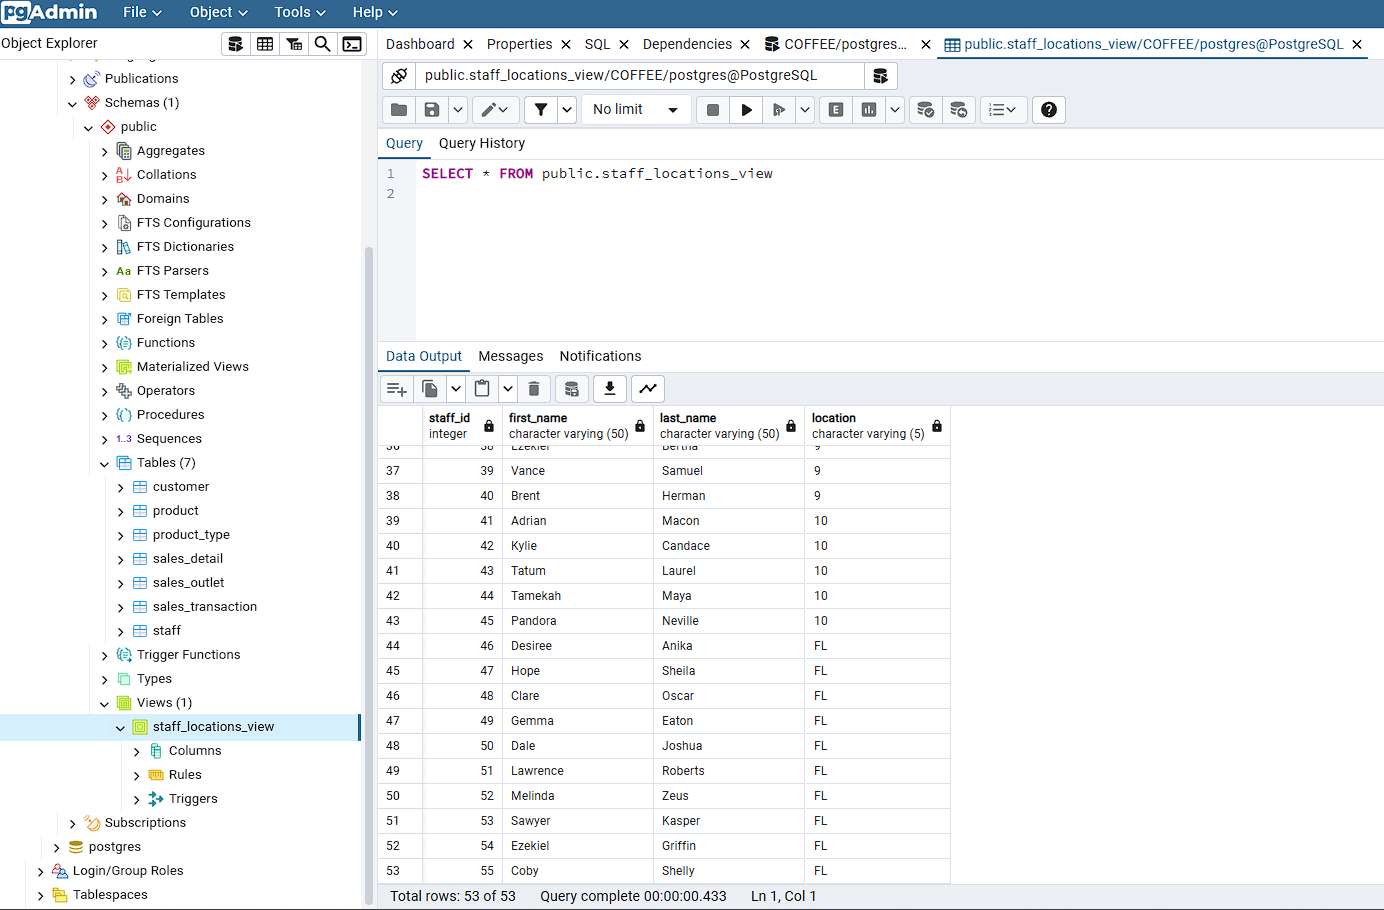 pgAdmin File Object Tools Help
Object Explorer
Dashboard Properties SQL Dependencies COFFEE/postgres... public.staff_locations_view/COFFEE/postgres@PostgreSQL
public.staff_locations_view/COFFEE/postgres@PostgreSQL
No limit
E
Query Query History
1 SELECT * FROM public.staff_locations_view
2
Publications
Schemas (1)
public
Aggregates
Collations
Domains
FTS Configurations
FTS Dictionaries
Aa FTS Parsers
FTS Templates
Foreign Tables
Functions
Materialized Views
Operators
Procedures
1..3 Sequences
Tables (7)
customer
product
product_type
sales_detail
sales_outlet
sales_transaction
staff
Trigger Functions
Types
Views (1)
staff_locations_view
Columns
Rules
Triggers
Subscriptions
postgres
Login/Group Roles
Tablespaces
Data Output Messages Notifications
staff_id first_name last_name location
integer character varying (50) character varying (50) character varying (5)
36 38 Ezekiel Bertha 9
37 39 Vance Samuel 9
38 40 Brent Herman 9
39 41 Adrian Macon 10
40 42 Kylie Candace 10
41 43 Tatum Laurel 10
42 44 Tamekah Maya 10
43 45 Pandora Neville 10
44 46 Desiree Anika FL
45 47 Hope Sheila FL
46 48 Clare Oscar FL
47 49 Gemma Eaton FL
48 50 Dale Joshua FL
49 51 Lawrence Roberts FL
50 52 Melinda Zeus FL
51 53 Sawyer Kasper FL
52 54 Ezekiel Griffin FL
53 55 Coby Shelly FL
Total rows: 53 of 53 Query complete 00:00:00.433 Ln 1, Col 1